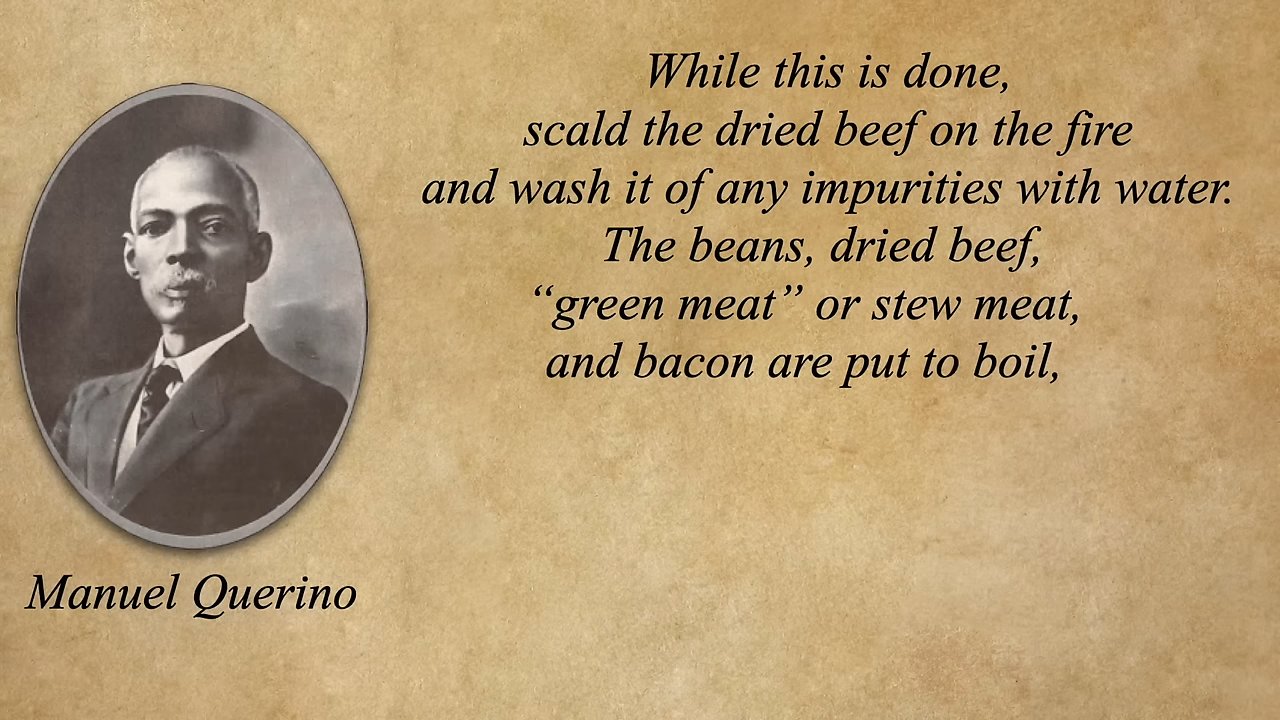 While this is done,
scald the dried beef on the fire
and wash it of any impurities with water.
The beans, dried beef,
“green meat” or stew meat,
and bacon are put to boil,
Manuel Querino